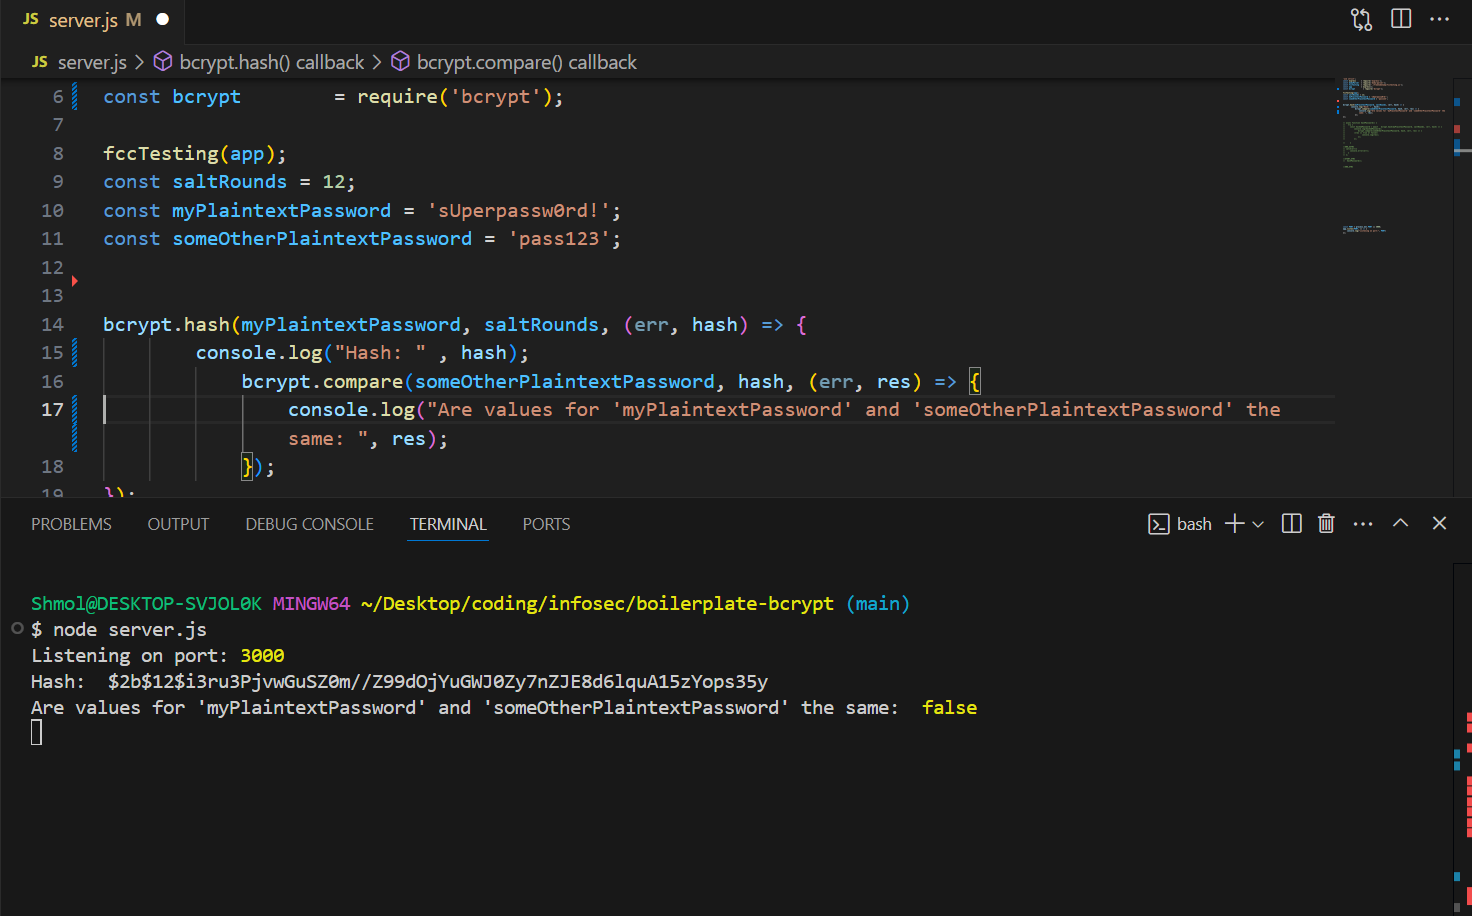 JS server.js M
JS server.js > bcrypt.hash() callback > bcrypt.compare() callback
6 const bcrypt        = require('bcrypt');
7
8 fccTesting(app);
9 const saltRounds = 12;
10 const myPlaintextPassword = 'sUperpassw0rd!';
11 const someOtherPlaintextPassword = 'pass123';
12
13
14 bcrypt.hash(myPlaintextPassword, saltRounds, (err, hash) => {
15         console.log("Hash: " , hash);
16             bcrypt.compare(someOtherPlaintextPassword, hash, (err, res) => {
17                 console.log("Are values for 'myPlaintextPassword' and 'someOtherPlaintextPassword' the
                same: ", res);
18             });
19 });
PROBLEMS OUTPUT DEBUG CONSOLE TERMINAL PORTS bash
Shmol@DESKTOP-SVJOL0K MINGW64 ~/Desktop/coding/infosec/boilerplate-bcrypt (main)
$ node server.js
Listening on port: 3000
Hash:  $2b$12$i3ru3PjvwGuSZ0m//Z99dOjYuGWJ0Zy7nZJE8d6lquA15zYops35y
Are values for 'myPlaintextPassword' and 'someOtherPlaintextPassword' the same:  false